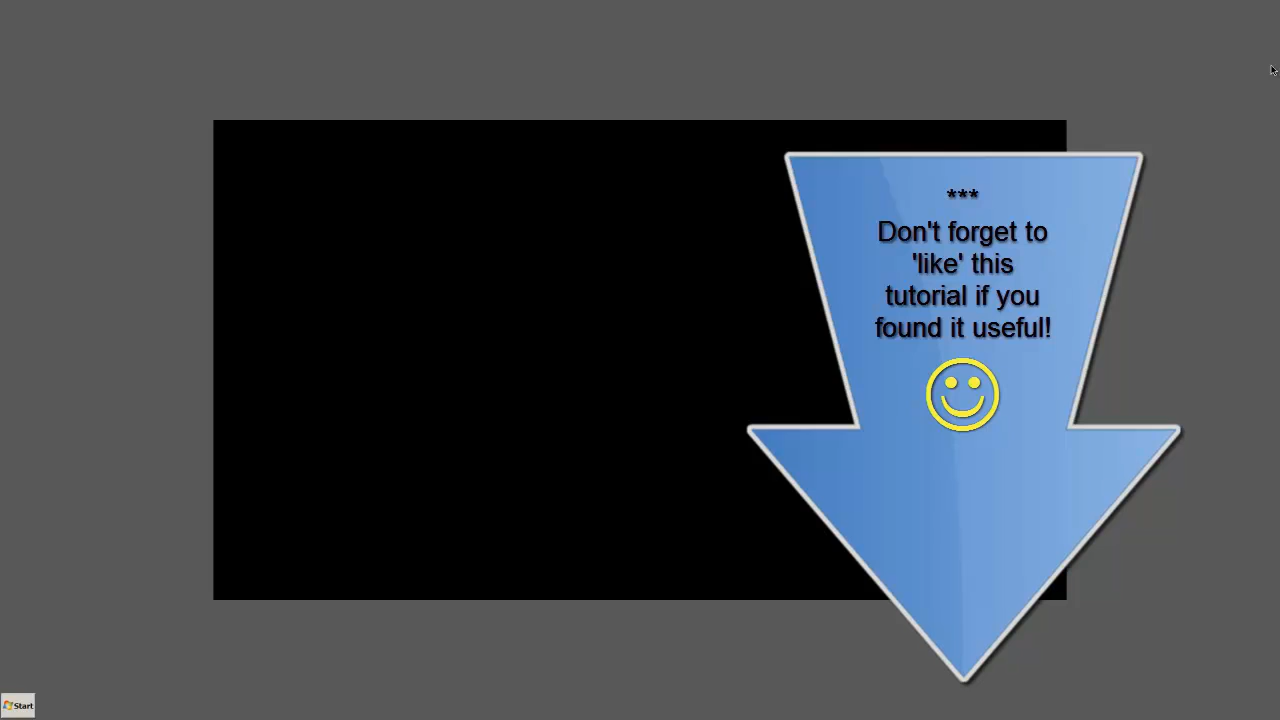 ***
Don't forget to
'like' this
tutorial if you
found it useful!
Start